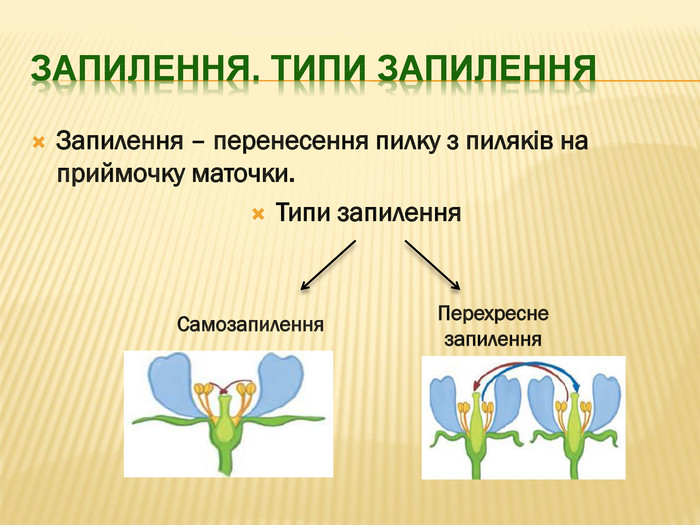 ЗАПИЛЕННЯ. ТИПИ ЗАПИЛЕННЯ
Запилення – перенесення пилку з пиляків на
приймочку маточки.
Типи запилення
Самозапилення
Перехресне
запилення